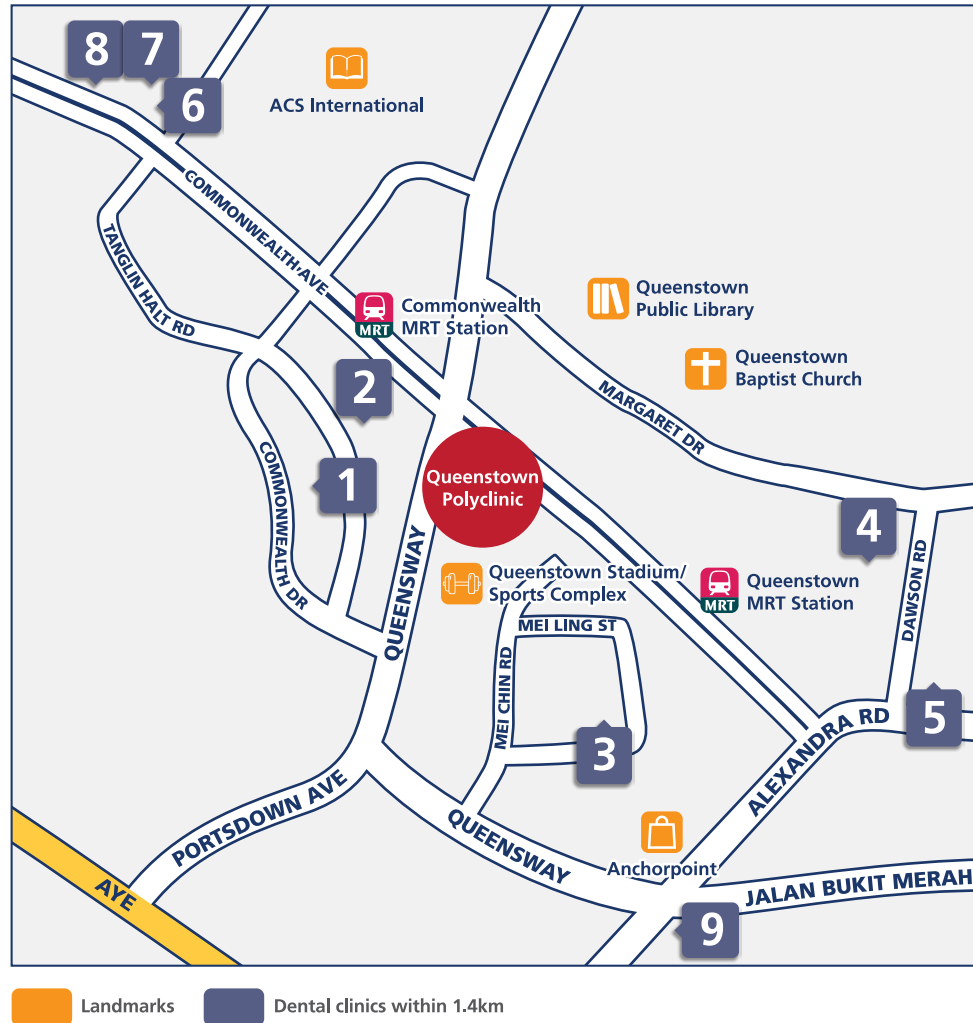 8
7
6
ACS International
COMMONWEALTH AVE
TANGLIN HALT RD
MRT
Commonwealth
MRT Station
Queenstown
Public Library
Queenstown
Baptist Church
2
MARGARET DR
1
COMMONWEALTH DR
Queenstown
Polyclinic
QUEENSWAY
4
Queenstown Stadium/
Sports Complex
MRT
Queenstown
MRT Station
DAWSON RD
MEI LING ST
MEI CHIN RD
3
5
ALEXANDRA RD
PORTSDOWN AVE
QUEENSWAY
Anchorpoint
AYE
JALAN BUKIT MERAH
9
Landmarks
Dental clinics within 1.4km